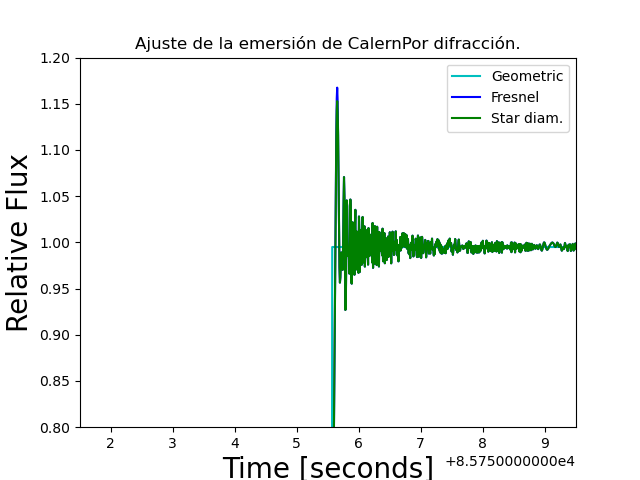 Ajuste de la emersión de CalernPor difracción.
Geometric
Fresnel
Star diam.
Relative Flux
1.20
1.15
1.10
1.05
1.00
0.95
0.90
0.85
0.80
2 3 4 5 6 7 8 9
Time [seconds]
+8.5750000000e4